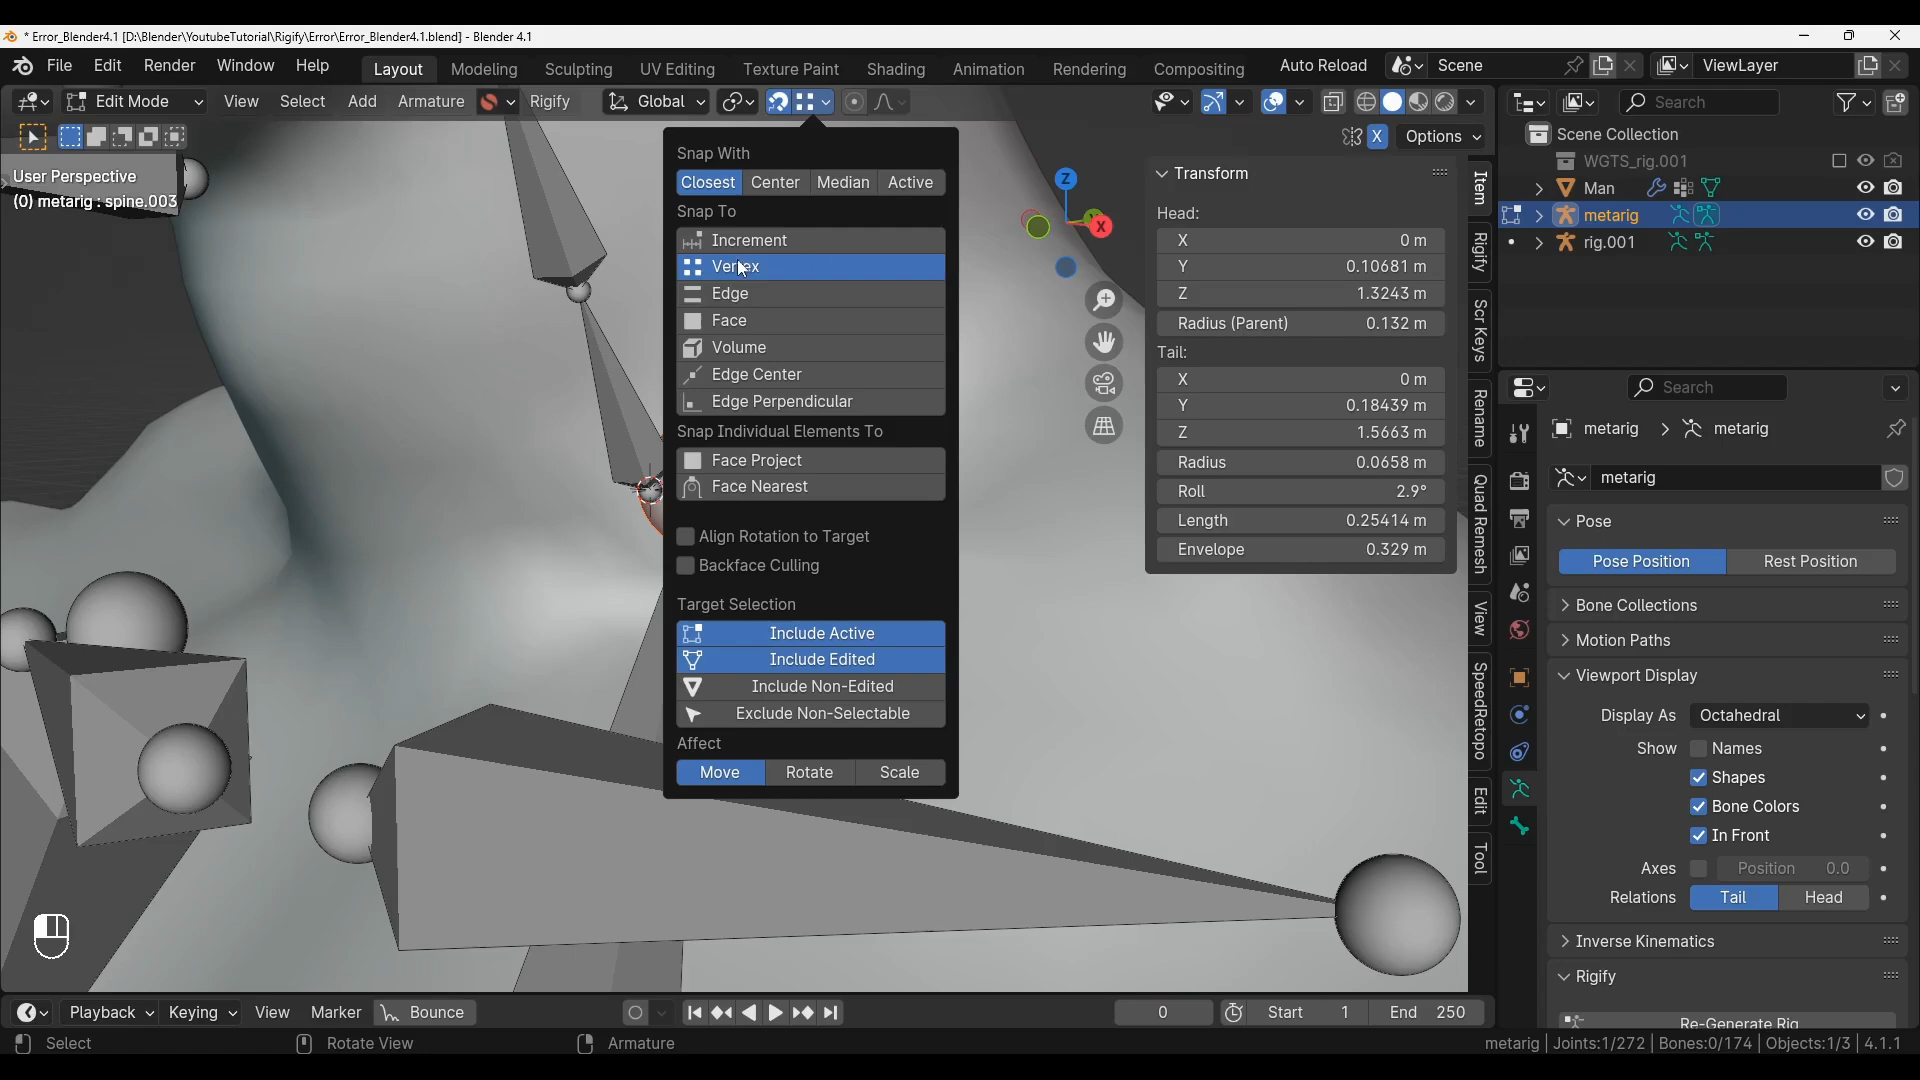 * Error_Blender4.1 [D:\Blender\YoutubeTutorial\Rigify\Error\Error_Blender4.1.blend] - Blender 4.1
File Edit Render Window Help Layout Modeling Sculpting UV Editing Texture Paint Shading Animation Rendering Compositing Auto Reload Scene ViewLayer
Edit Mode View Select Add Armature Rigify Global Search
X Options
User Perspective
(0) metarig : spine.003
Snap With
Closest Center Median Active
Snap To
Increment
Vertex
Edge
Face
Volume
Edge Center
Edge Perpendicular
Snap Individual Elements To
Face Project
Face Nearest
Align Rotation to Target
Backface Culling
Target Selection
Include Active
Include Edited
Include Non-Edited
Exclude Non-Selectable
Affect
Move Rotate Scale
Z
X
Transform
Head:
X 0 m
Y 0.10681 m
Z 1.3243 m
Radius (Parent) 0.132 m
Tail:
X 0 m
Y 0.18439 m
Z 1.5663 m
Radius 0.0658 m
Roll 2.9°
Length 0.25414 m
Envelope 0.329 m
Item
Rigify
Scr Keys
Rename
Quad Remesh
View
SpeedRetopo
Edit
Tool
Scene Collection
WGTS_rig.001
Man
metarig
rig.001
Search
metarig > metarig
metarig
Pose
Pose Position Rest Position
Bone Collections
Motion Paths
Viewport Display
Display As Octahedral
Show Names
Shapes
Bone Colors
In Front
Axes Position 0.0
Relations Tail Head
Inverse Kinematics
Rigify
Re-Generate Rig
Playback Keying View Marker Bounce 0 Start 1 End 250
Select Rotate View Armature metarig | Joints:1/272 | Bones:0/174 | Objects:1/3 | 4.1.1